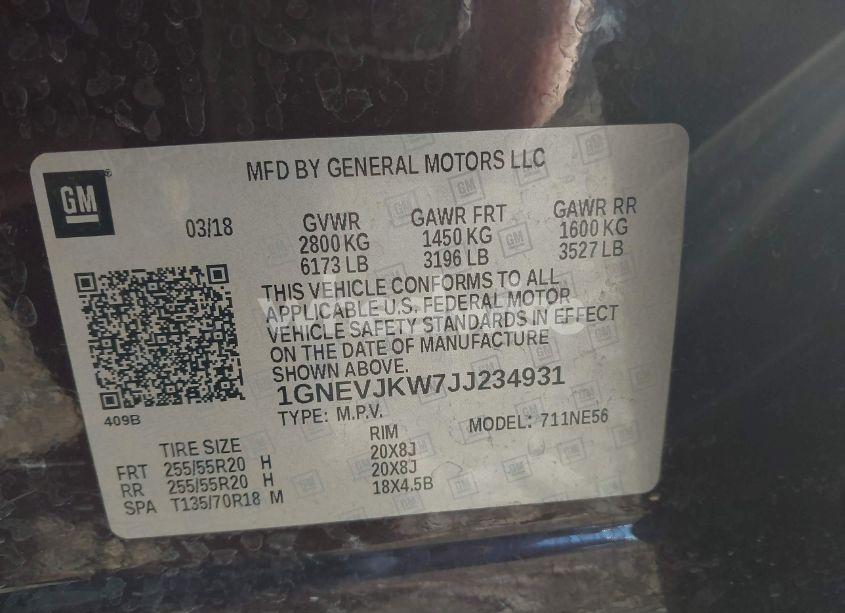 MFD BY GENERAL MOTORS LLC
GM
03/18
GVWR GAWR FRT GAWR RR
2800 KG 1450 KG 1600 KG
6173 LB 3196 LB 3527 LB
THIS VEHICLE CONFORMS TO ALL
APPLICABLE U.S. FEDERAL MOTOR
VEHICLE SAFETY STANDARDS IN EFFECT
ON THE DATE OF MANUFACTURE
SHOWN ABOVE.
1GNEVJKW7JJ234931
409B
TYPE: M.P.V. MODEL: 711NE56
TIRE SIZE RIM
FRT 255/55R20 H 20X8J
RR 255/55R20 H 20X8J
SPA T135/70R18 M 18X4.5B